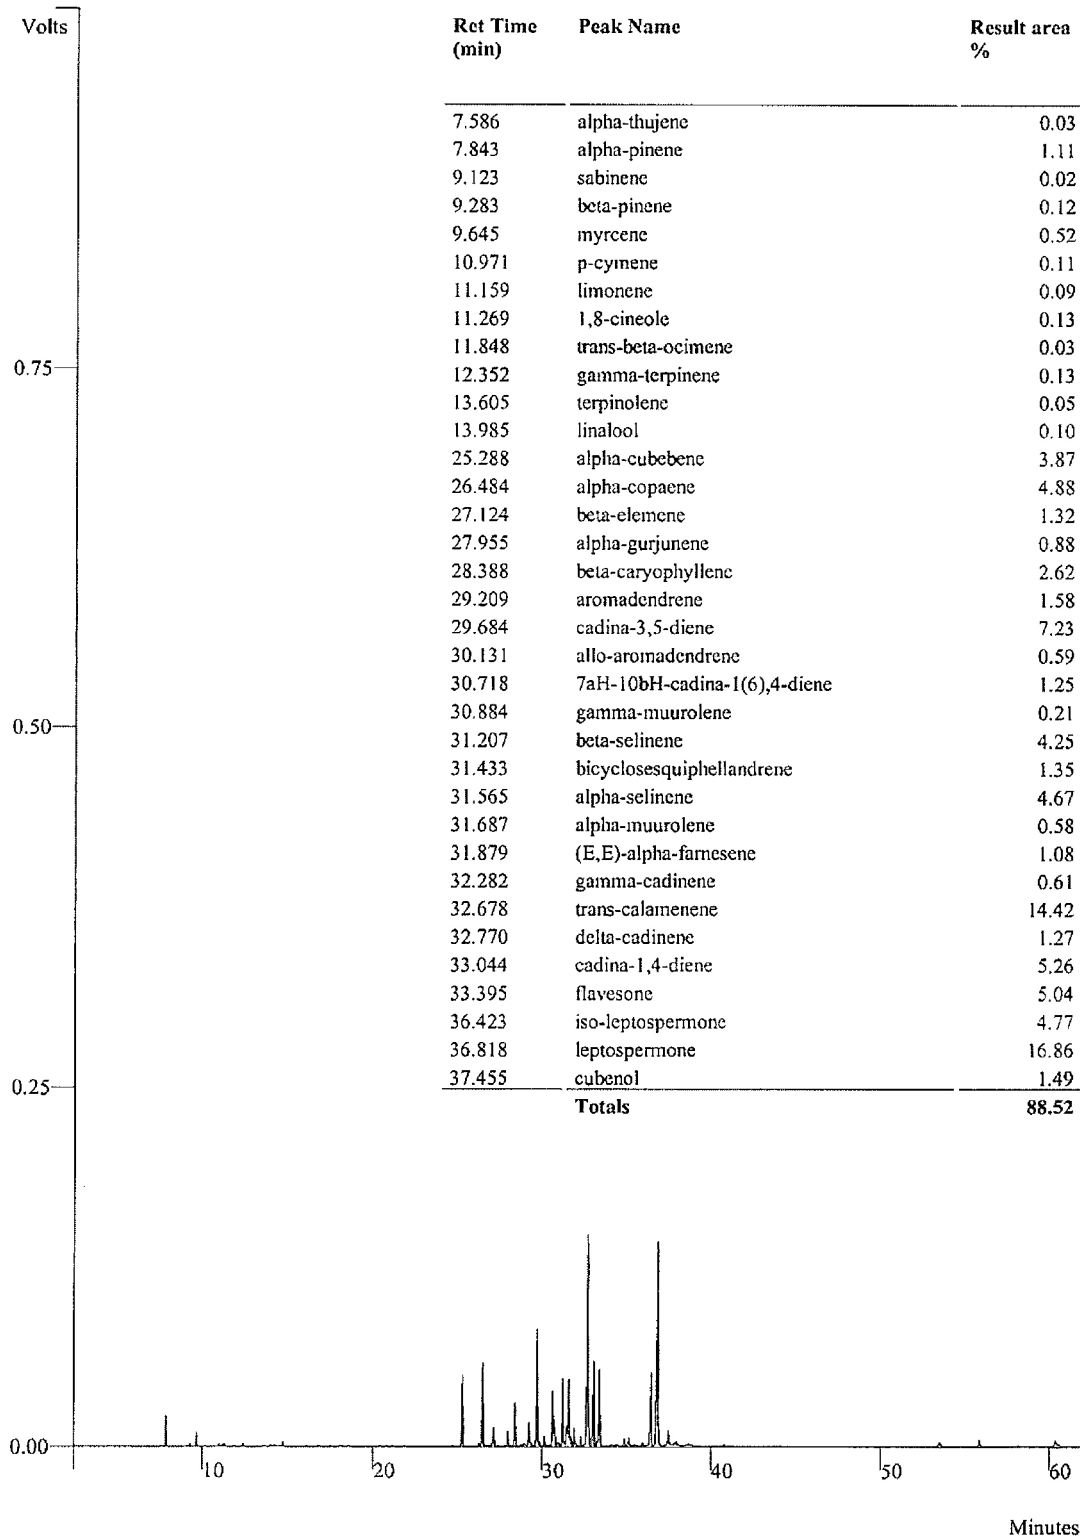 Volts
Ret Time Peak Name Result area
(min) %
7.586 alpha-thujene 0.03
7.843 alpha-pinene 1.11
9.123 sabinene 0.02
9.283 beta-pinene 0.12
9.645 myrcene 0.52
10.971 p-cymene 0.11
11.159 limonene 0.09
11.269 1,8-cineole 0.13
11.848 trans-beta-ocimene 0.03
0.75
12.352 gamma-terpinene 0.13
13.605 terpinolene 0.05
13.985 linalool 0.10
25.288 alpha-cubebene 3.87
26.484 alpha-copaene 4.88
27.124 beta-elemene 1.32
27.955 alpha-gurjunene 0.88
28.388 beta-caryophyllene 2.62
29.209 aromadendrene 1.58
29.684 cadina-3,5-diene 7.23
30.131 allo-aromadendrene 0.59
30.718 7aH-10bH-cadina-1(6),4-diene 1.25
30.884 gamma-muurolene 0.21
0.50
31.207 beta-selinene 4.25
31.433 bicyclosesquiphellandrene 1.35
31.565 alpha-selinene 4.67
31.687 alpha-muurolene 0.58
31.879 (E,E)-alpha-farnesene 1.08
32.282 gamma-cadinene 0.61
32.678 trans-calamenene 14.42
32.770 delta-cadinene 1.27
33.044 cadina-1,4-diene 5.26
33.395 flavesone 5.04
36.423 iso-leptospermone 4.77
36.818 leptospermone 16.86
37.455 cubenol 1.49
0.25
Totals 88.52
0.00
10 20 30 40 50 60
Minutes